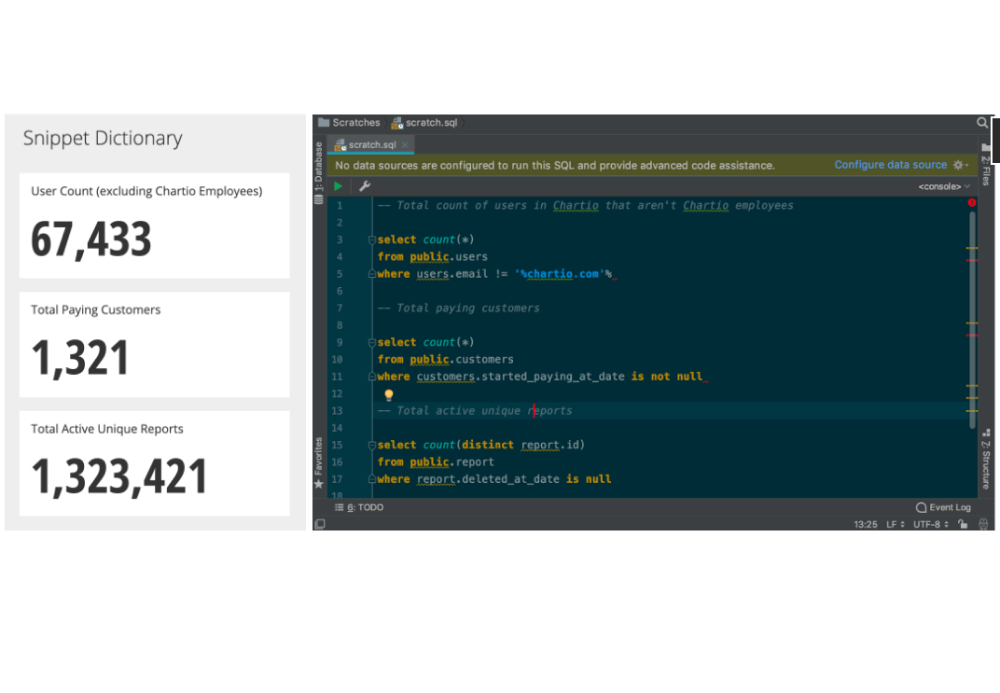 Snippet Dictionary
User Count (excluding Chartio Employees)
67,433
Total Paying Customers
1,321
Total Active Unique Reports
1,323,421
Scratches
scratch.sql
scratch.sql
No data sources are configured to run this SQL and provide advanced code assistance.
Configure data source
<console>
1: Database
Favorites
2: Files
Z: Structure
1 -- Total count of users in Chartio that aren't Chartio employees
2
3 select count(*)
4 from public.users
5 where users.email != '%chartio.com'%
6
7 -- Total paying customers
8
9 select count(*)
10 from public.customers
11 where customers.started_paying_at_date is not null
12
13 -- Total active unique reports
14
15 select count(distinct report.id)
16 from public.report
17 where report.deleted_at_date is null
18
6: TODO
Event Log
13:25 LF UTF-8